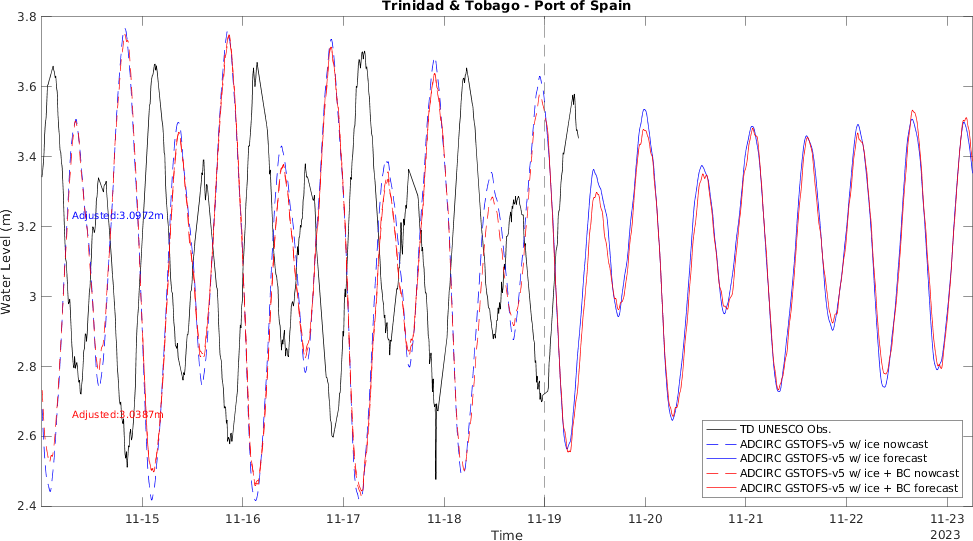 Trinidad & Tobago - Port of Spain
3.8
3.6
3.4
3.2
3
2.8
2.6
2.4
Water Level (m)
Adjusted:3.0972m
Adjusted:3.0387m
TD UNESCO Obs.
ADCIRC GSTOFS-v5 w/ ice nowcast
ADCIRC GSTOFS-v5 w/ ice forecast
ADCIRC GSTOFS-v5 w/ ice + BC nowcast
ADCIRC GSTOFS-v5 w/ ice + BC forecast
11-15 11-16 11-17 11-18 11-19 11-20 11-21 11-22 11-23
2023
Time